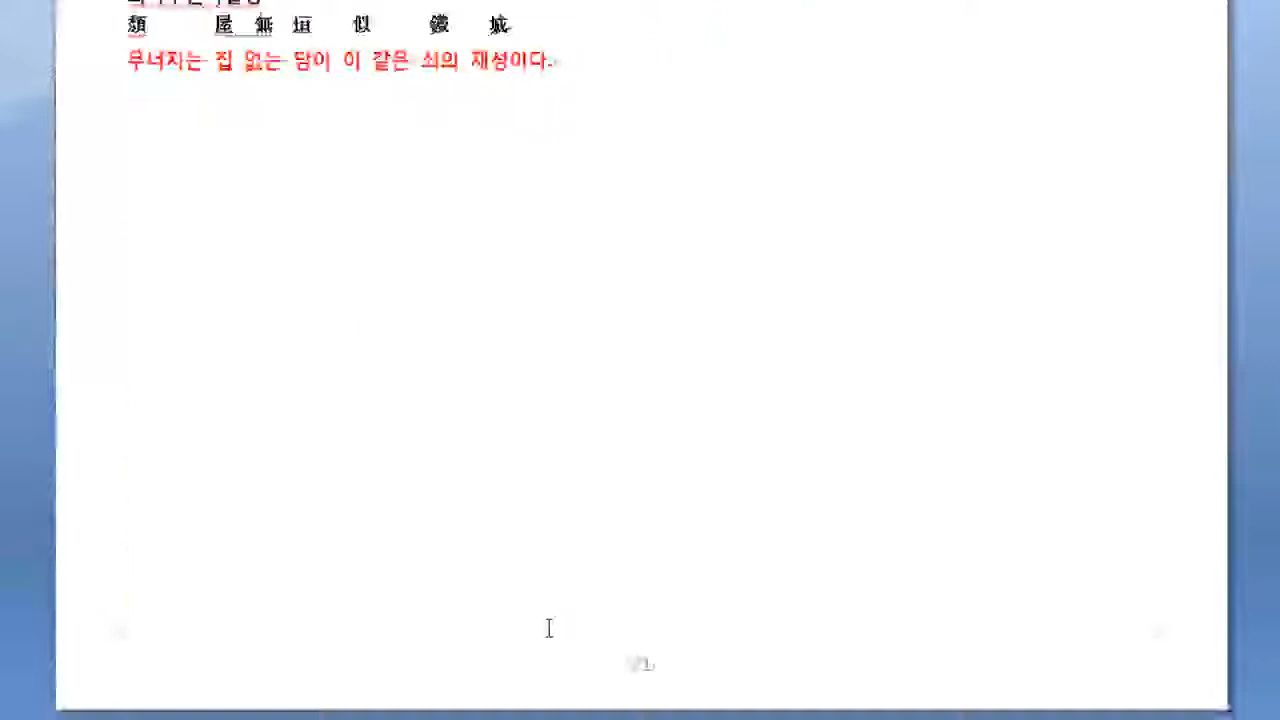 頹 屋 無 垣 似 鐵 城
무너지는 집 없는 담이 이 같은 쇠의 재성이다.